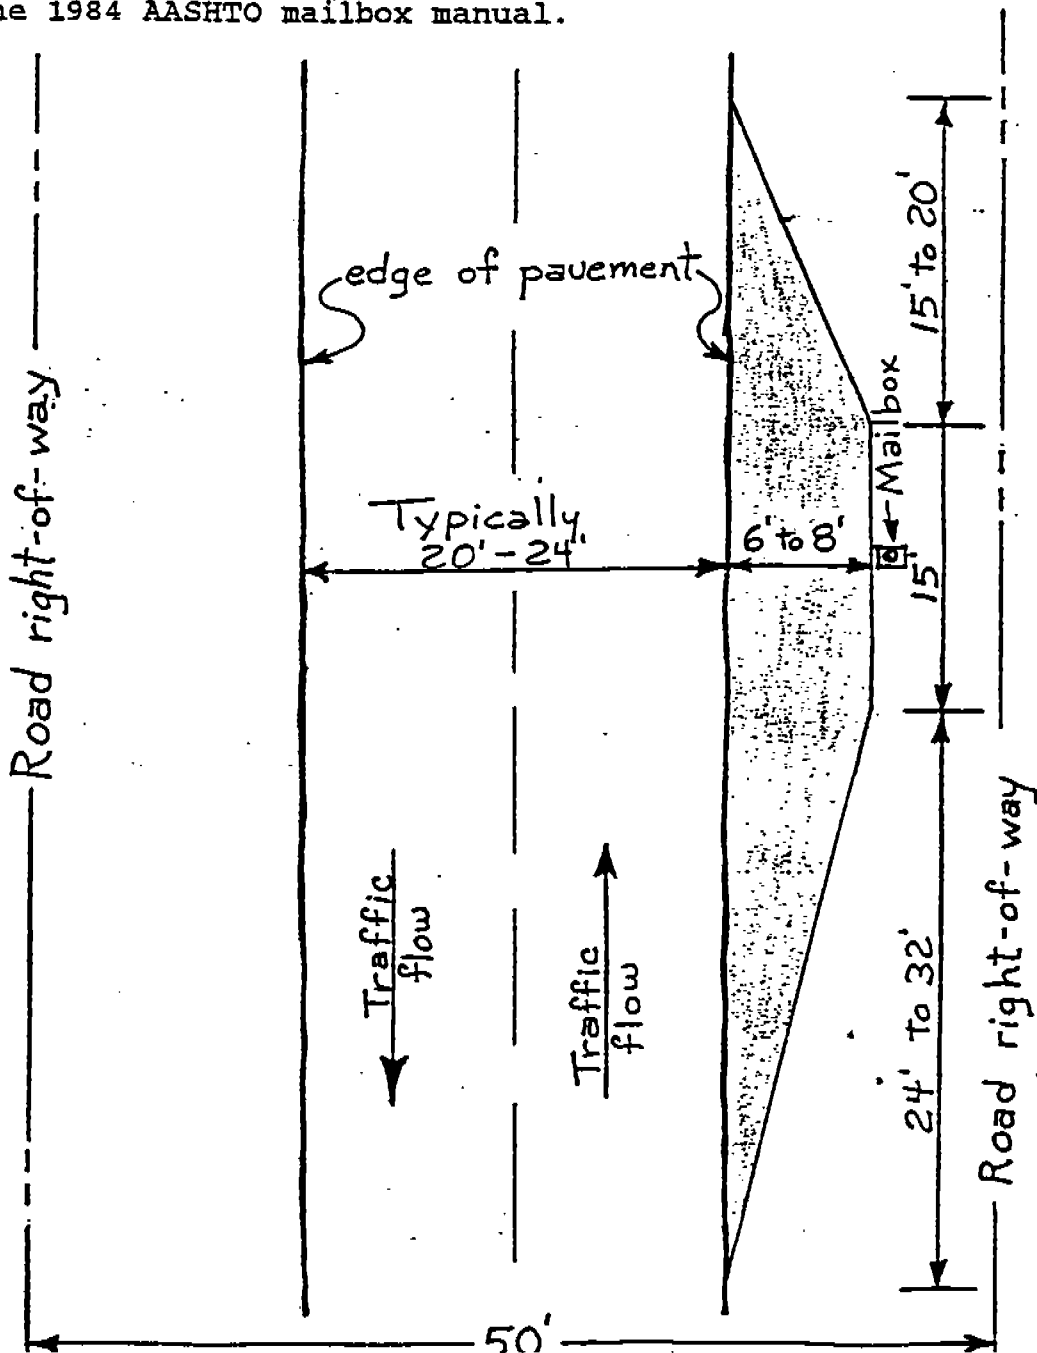 1984 AASHTO mailbox manual.
15' to 20'
edge of pavement
Road right-of-way
Mailbox
Typically
20'-24'
6' to 8'
15'
Traffic
flow
Traffic
flow
24' to 32'
Road right-of-way
50'